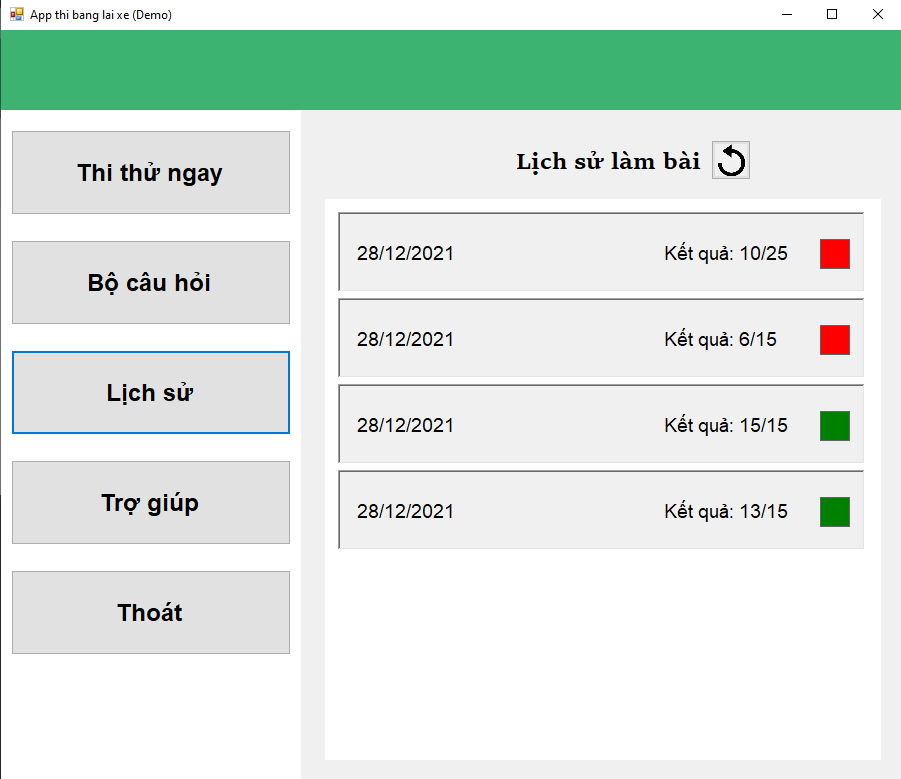 App thi bang lai xe (Demo)
Thi thử ngay
Bộ câu hỏi
Lịch sử
Trợ giúp
Thoát
Lịch sử làm bài
28/12/2021 Kết quả: 10/25
28/12/2021 Kết quả: 6/15
28/12/2021 Kết quả: 15/15
28/12/2021 Kết quả: 13/15